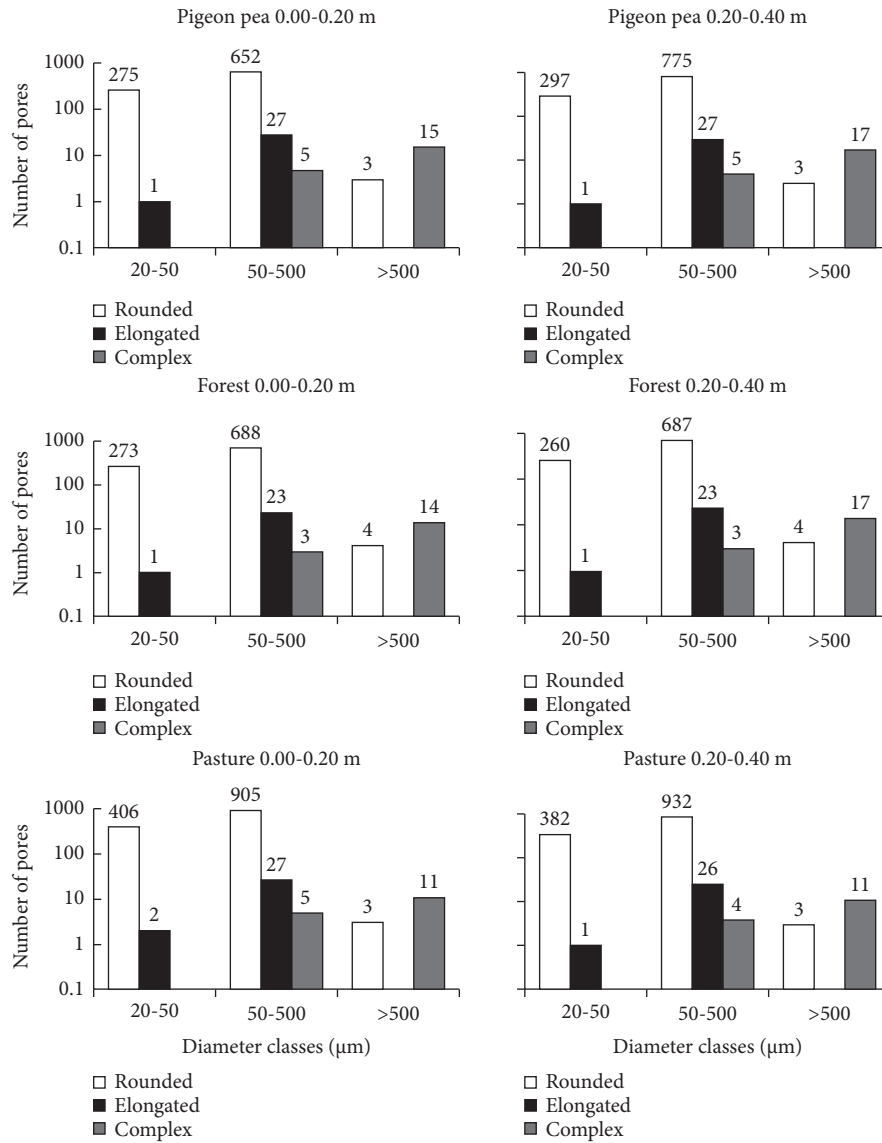 Pigeon pea 0.00-0.20 m
Number of pores
1000
100
10
1
0.1
275
1
652
27
5
3
15
20-50
50-500
>500
Rounded
Elongated
Complex
Pigeon pea 0.20-0.40 m
297
1
775
27
5
3
17
20-50
50-500
>500
Rounded
Elongated
Complex
Forest 0.00-0.20 m
Number of pores
1000
100
10
1
0.1
273
1
688
23
3
4
14
20-50
50-500
>500
Rounded
Elongated
Complex
Forest 0.20-0.40 m
260
1
687
23
3
4
17
20-50
50-500
>500
Rounded
Elongated
Complex
Pasture 0.00-0.20 m
Number of pores
1000
100
10
1
0.1
406
2
905
27
5
3
11
20-50
50-500
>500
Diameter classes (µm)
Rounded
Elongated
Complex
Pasture 0.20-0.40 m
382
1
932
26
4
3
11
20-50
50-500
>500
Diameter classes (µm)
Rounded
Elongated
Complex